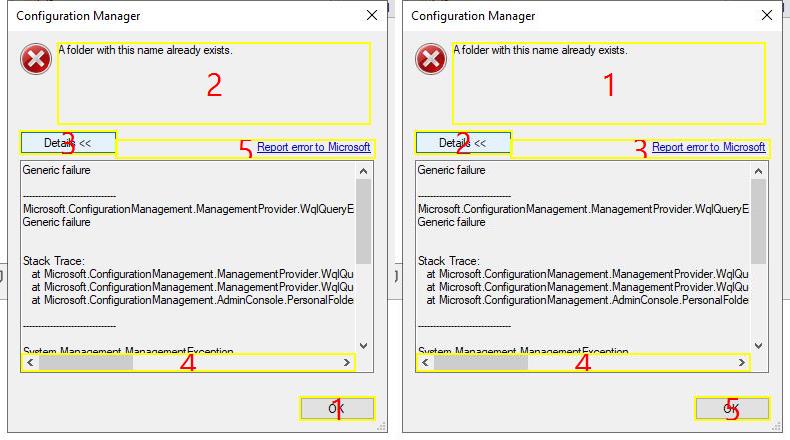 Configuration Manager
A folder with this name already exists.
2
Details <<
3
5
Report error to Microsoft
Generic failure
------------------------------
Microsoft.ConfigurationManagement.ManagementProvider.WqlQueryE
Generic failure
Stack Trace:
at Microsoft.ConfigurationManagement.ManagementProvider.WqlQu
at Microsoft.ConfigurationManagement.ManagementProvider.WqlQu
at Microsoft.ConfigurationManagement.AdminConsole.PersonalFolde
------------------------------
System.Management.ManagementException
4
OK
1
Configuration Manager
A folder with this name already exists.
1
Details <<
2
3
Report error to Microsoft
Generic failure
------------------------------
Microsoft.ConfigurationManagement.ManagementProvider.WqlQueryE
Generic failure
Stack Trace:
at Microsoft.ConfigurationManagement.ManagementProvider.WqlQu
at Microsoft.ConfigurationManagement.ManagementProvider.WqlQu
at Microsoft.ConfigurationManagement.AdminConsole.PersonalFolde
------------------------------
System.Management.ManagementException
4
OK
5